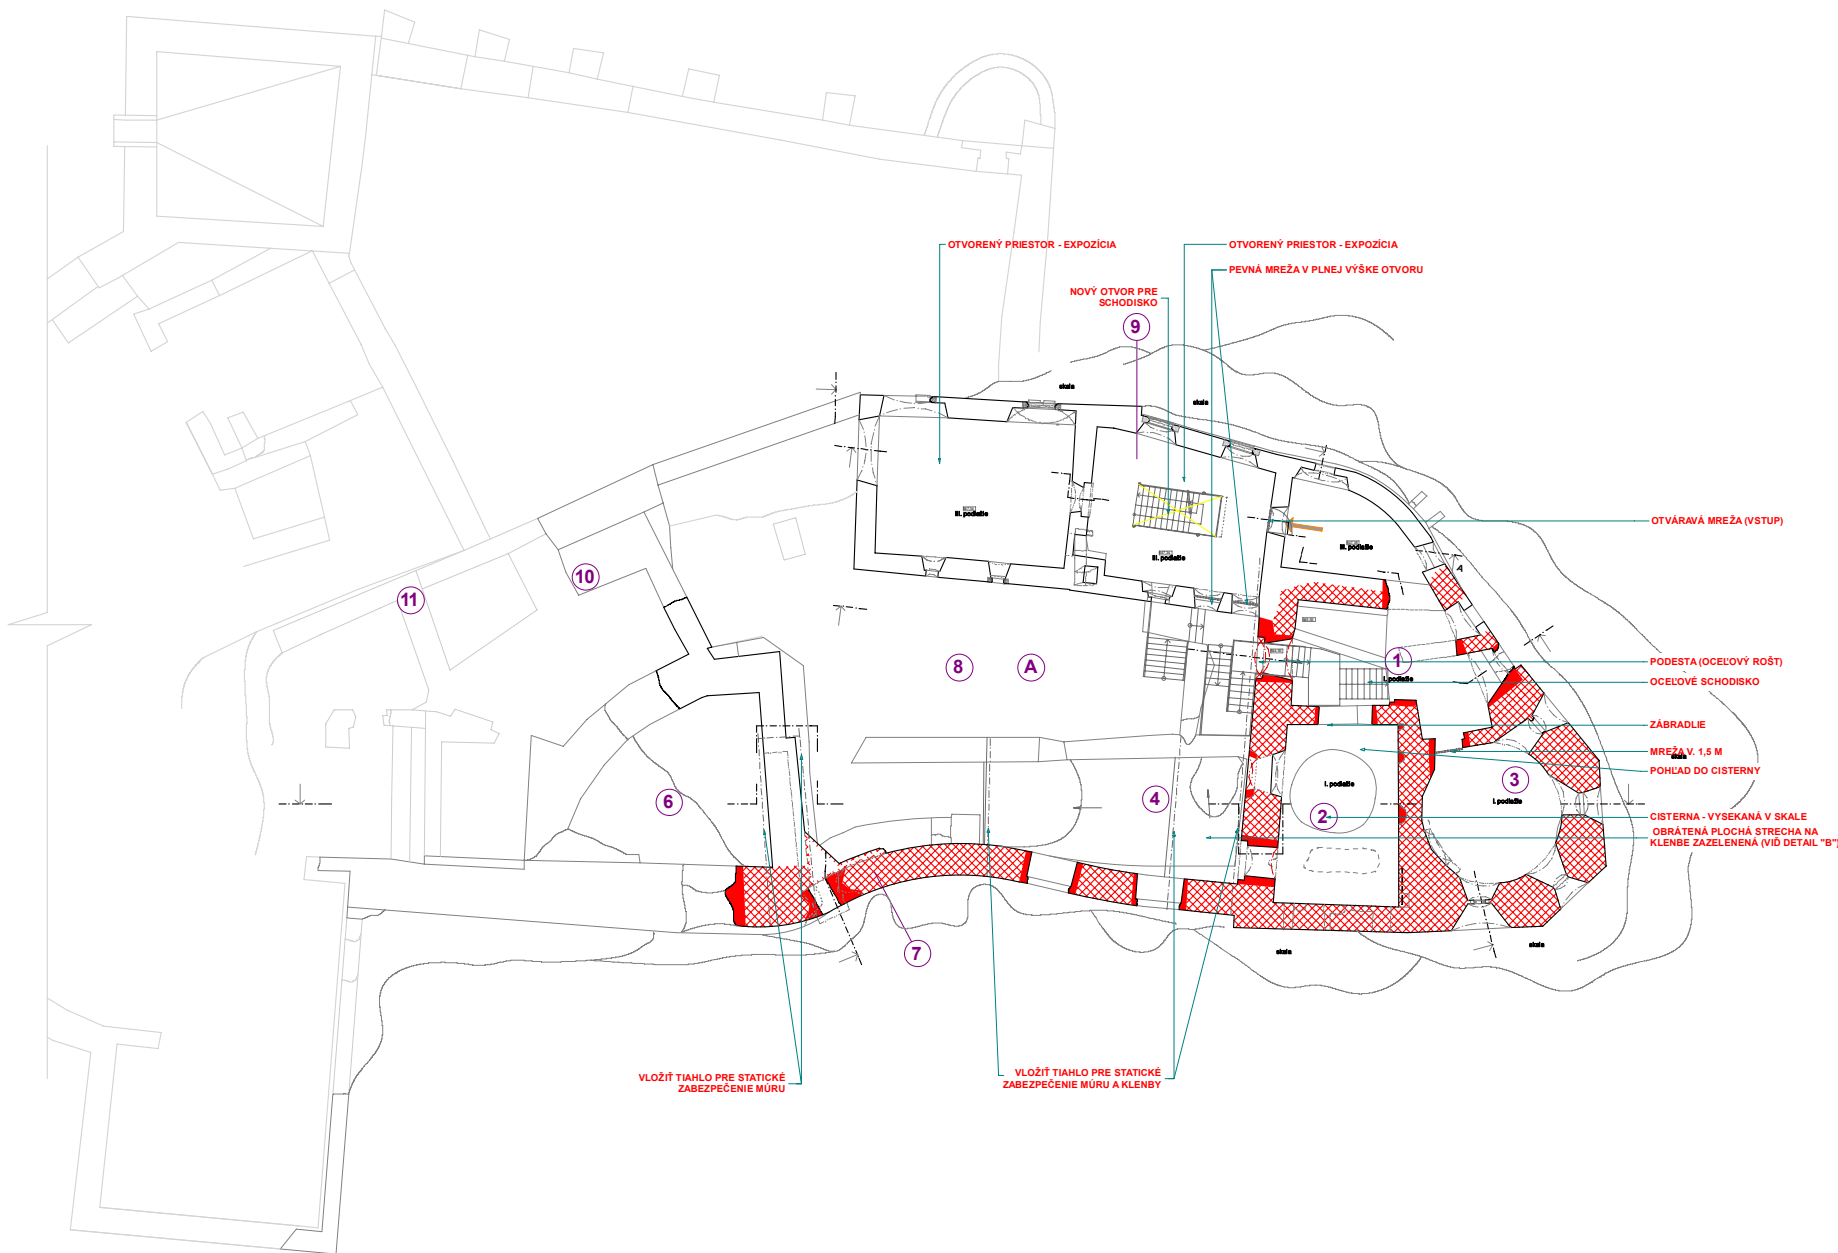 OTVORENÝ PRIESTOR - EXPOZÍCIA
OTVORENÝ PRIESTOR - EXPOZÍCIA
PEVNÁ MREŽA V PLNEJ VÝŠKE OTVORU
NOVÝ OTVOR PRE
SCHODISKO
9
skala
skala
III. podlažie
OTVÁRAVÁ MREŽA (VSTUP)
III. podlažie
III. podlažie
A
10
11
8
A
1
PODESTA (OCEĽOVÝ ROŠT)
I. podlažie
OCEĽOVÉ SCHODISKO
ZÁBRADLIE
MREŽA V. 1,5 M
skala
POHĽAD DO CISTERNY
3
I. podlažie
I. podlažie
6
4
2
CISTERNA - VYSEKANÁ V SKALE
OBRÁTENÁ PLOCHÁ STRECHA NA
KLENBE ZAZELENENÁ (VIĎ DETAIL "B")
7
skala
skala
VLOŽIŤ TIAHLO PRE STATICKÉ
ZABEZPEČENIE MÚRU
VLOŽIŤ TIAHLO PRE STATICKÉ
ZABEZPEČENIE MÚRU A KLENBY